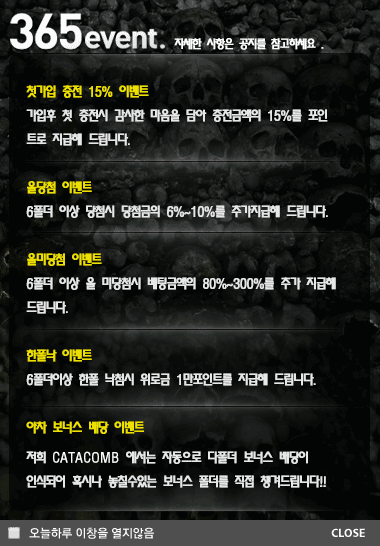 365 event. 자세한 사항은 공지를 참고하세요 .
첫가입 충전 15% 이벤트
가입후 첫 충전시 감사한 마음을 담아 충전금액의 15%를 포인
트로 지급해 드립니다.
올당첨 이벤트
6폴더 이상 당첨시 당첨금의 6%~10%를 추가지급해 드립니다.
올미당첨 이벤트
6폴더 이상 올 미당첨시 베팅금액의 80%~300%를 추가 지급해
드립니다.
한폴낙 이벤트
6폴더이상 한폴 낙첨시 위로금 1만포인트를 지급해 드립니다.
아차 보너스 배당 이벤트
저희 CATACOMB 에서는 자동으로 다폴더 보너스 배당이
인식되어 혹시나 놓칠수있는 보너스 폴더를 직접 챙겨드립니다!!
오늘하루 이창을 열지않음 CLOSE